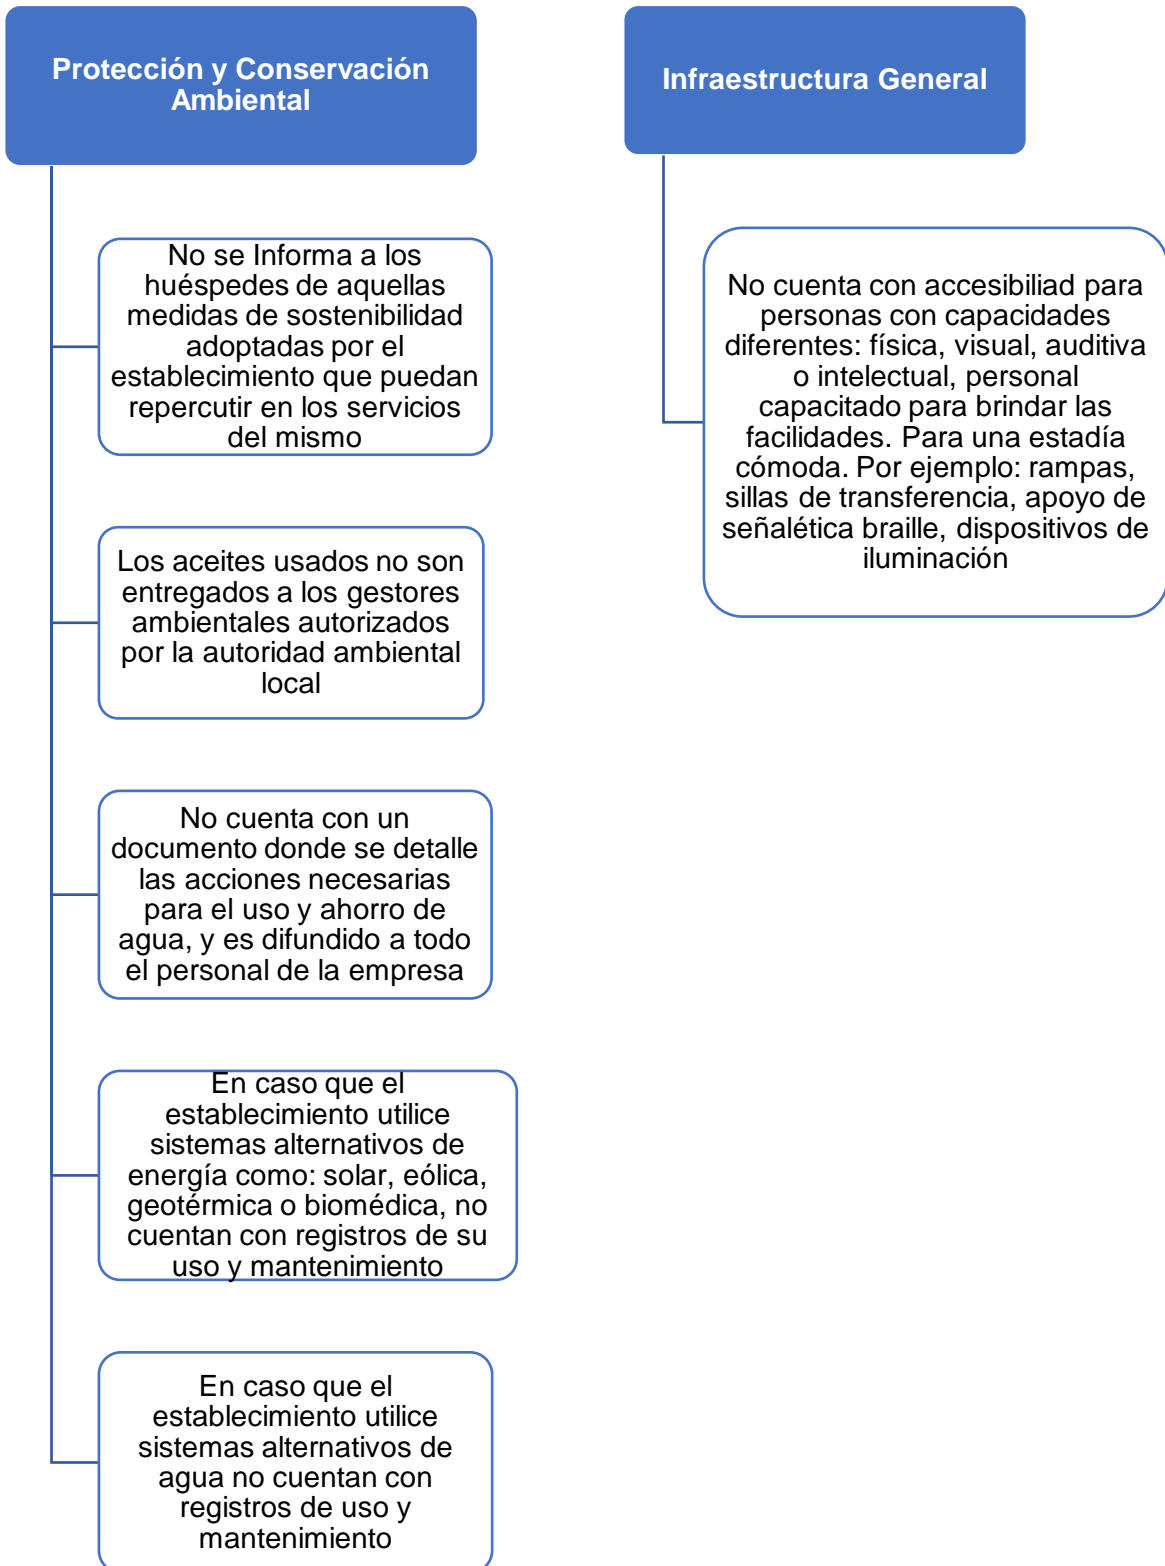 Protección y Conservación
Ambiental
No se Informa a los
huéspedes de aquellas
medidas de sostenibilidad
adoptadas por el
establecimiento que puedan
repercutir en los servicios
del mismo
Los aceites usados no son
entregados a los gestores
ambientales autorizados
por la autoridad ambiental
local
No cuenta con un
documento donde se detalle
las acciones necesarias
para el uso y ahorro de
agua, y es difundido a todo
el personal de la empresa
En caso que el
establecimiento utilice
sistemas alternativos de
energía como: solar, eólica,
geotérmica o biomédica, no
cuentan con registros de su
uso y mantenimiento
En caso que el
establecimiento utilice
sistemas alternativos de
agua no cuentan con
registros de uso y
mantenimiento
Infraestructura General
No cuenta con accesibiliad para
personas con capacidades
diferentes: física, visual, auditiva
o intelectual, personal
capacitado para brindar las
facilidades. Para una estadía
cómoda. Por ejemplo: rampas,
sillas de transferencia, apoyo de
señalética braille, dispositivos de
iluminación